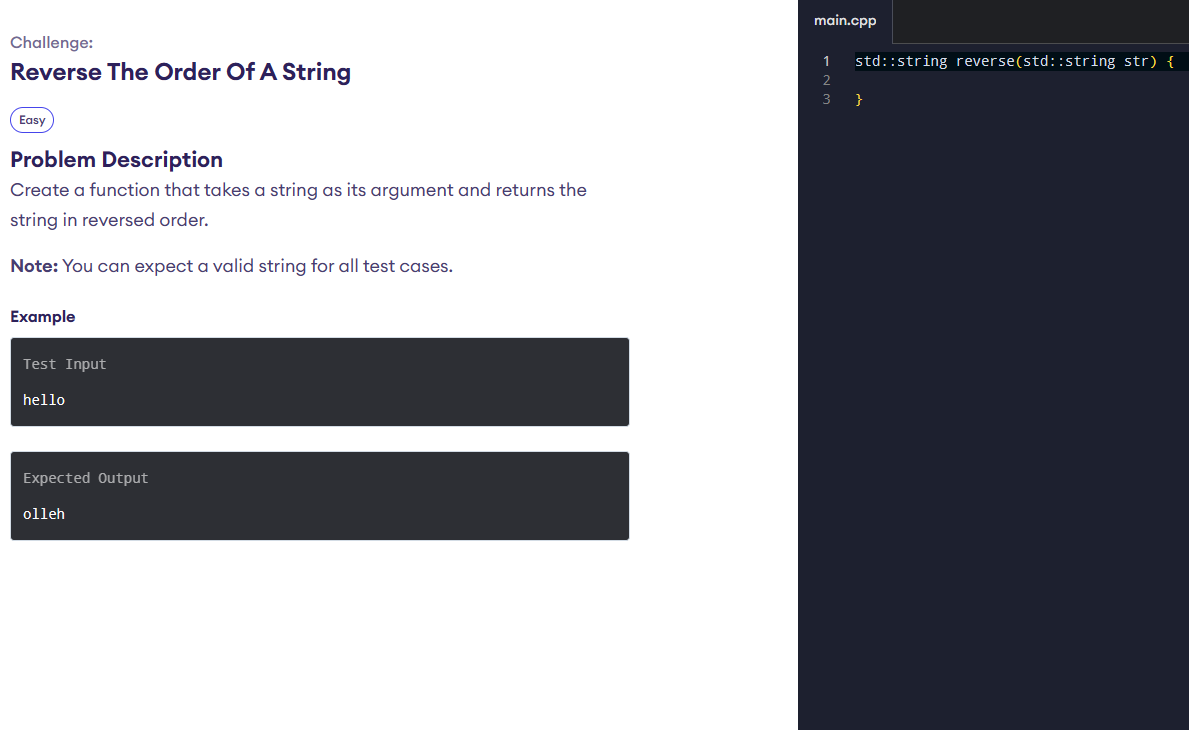 Challenge:
Reverse The Order Of A String
Easy
Problem Description
Create a function that takes a string as its argument and returns the
string in reversed order.
Note: You can expect a valid string for all test cases.
Example
Test Input
hello
Expected Output
olleh
main.cpp
1 std::string reverse(std::string str) {
2
3 }